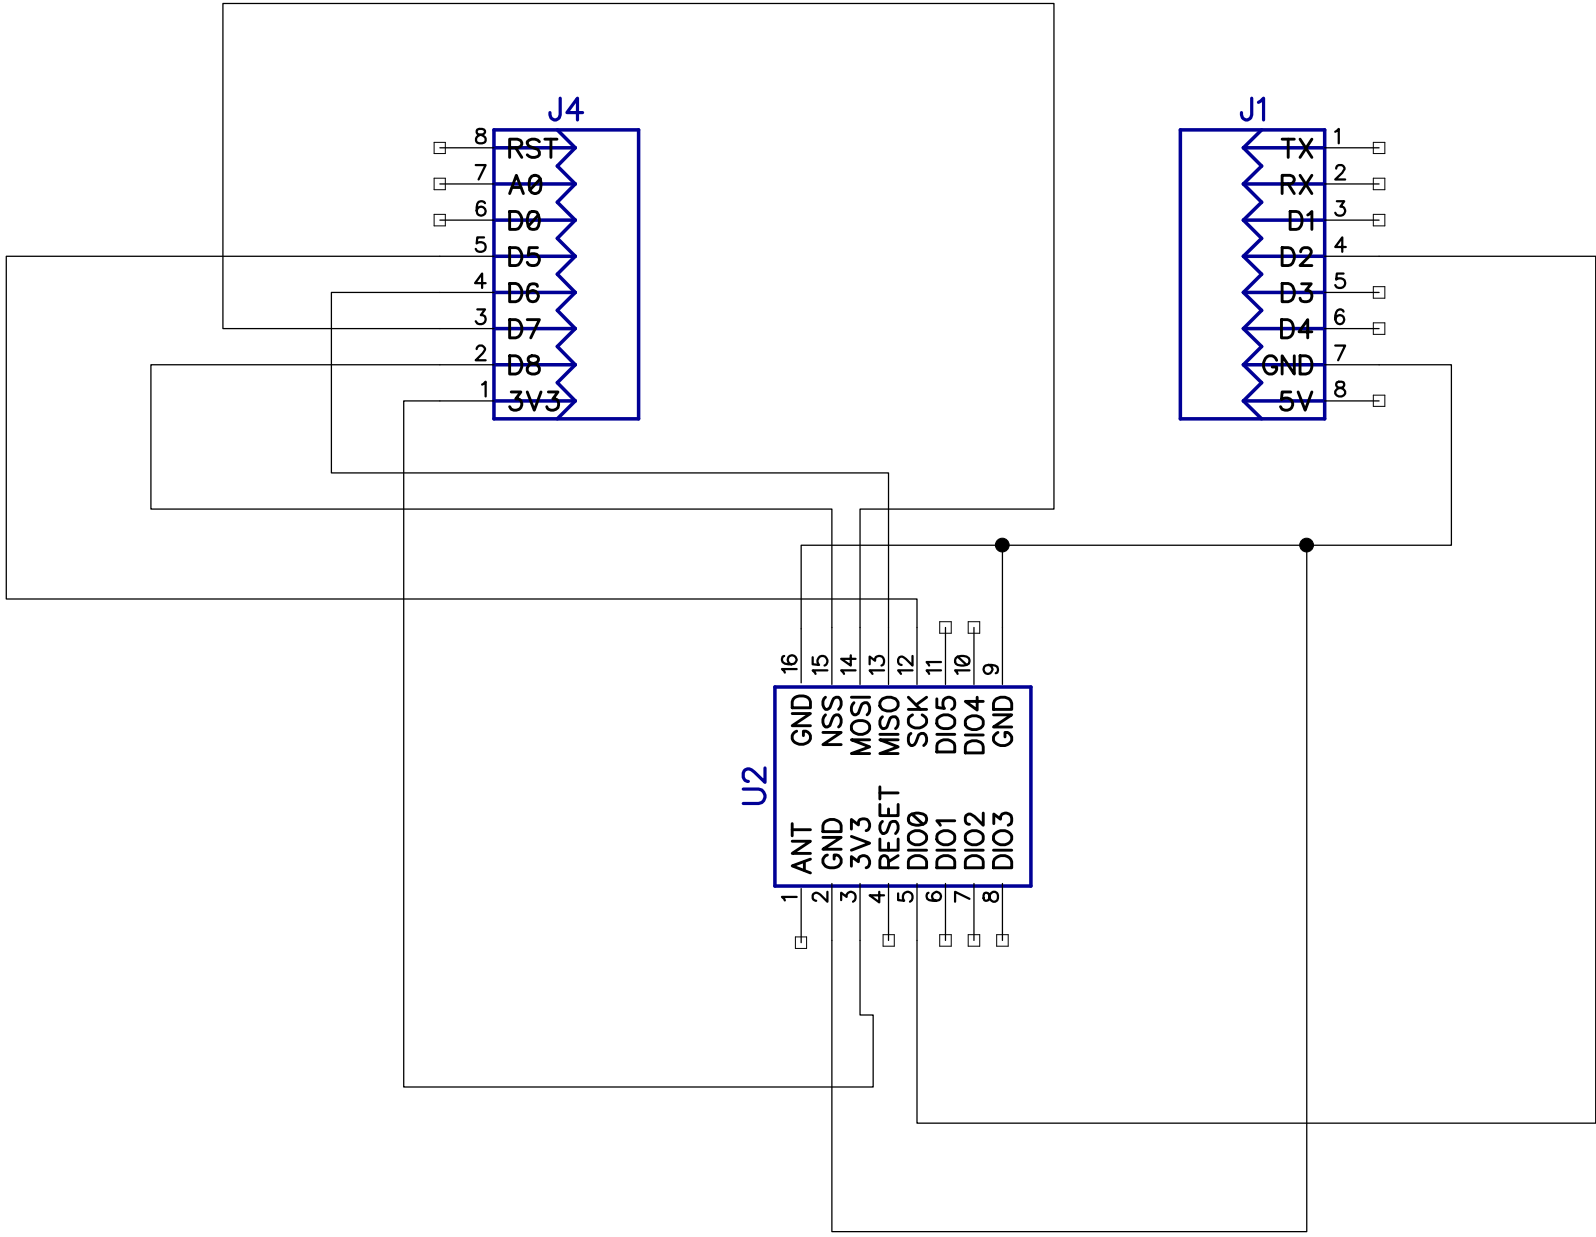 J4
8 RST
7 A0
6 D0
5 D5
4 D6
3 D7
2 D8
1 3V3
J1
TX 1
RX 2
D1 3
D2 4
D3 5
D4 6
GND 7
5V 8
U2
16 15 14 13 12 11 10 9
GND NSS MOSI MISO SCK DIO5 DIO4 GND
ANT GND 3V3 RESET DIO0 DIO1 DIO2 DIO3
1 2 3 4 5 6 7 8